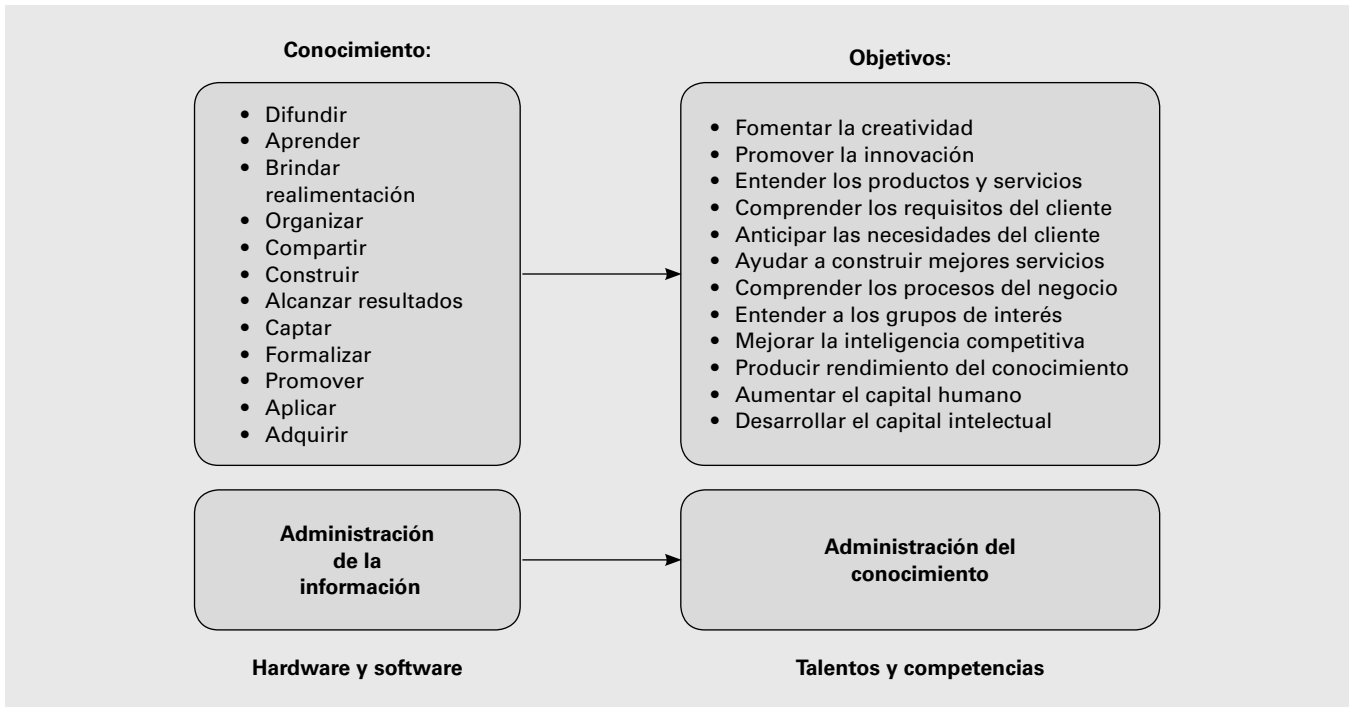 Conocimiento:
• Difundir
• Aprender
• Brindar
realimentación
• Organizar
• Compartir
• Construir
• Alcanzar resultados
• Captar
• Formalizar
• Promover
• Aplicar
• Adquirir
Objetivos:
• Fomentar la creatividad
• Promover la innovación
• Entender los productos y servicios
• Comprender los requisitos del cliente
• Anticipar las necesidades del cliente
• Ayudar a construir mejores servicios
• Comprender los procesos del negocio
• Entender a los grupos de interés
• Mejorar la inteligencia competitiva
• Producir rendimiento del conocimiento
• Aumentar el capital humano
• Desarrollar el capital intelectual
Administración
de la
información
Administración del
conocimiento
Hardware y software
Talentos y competencias